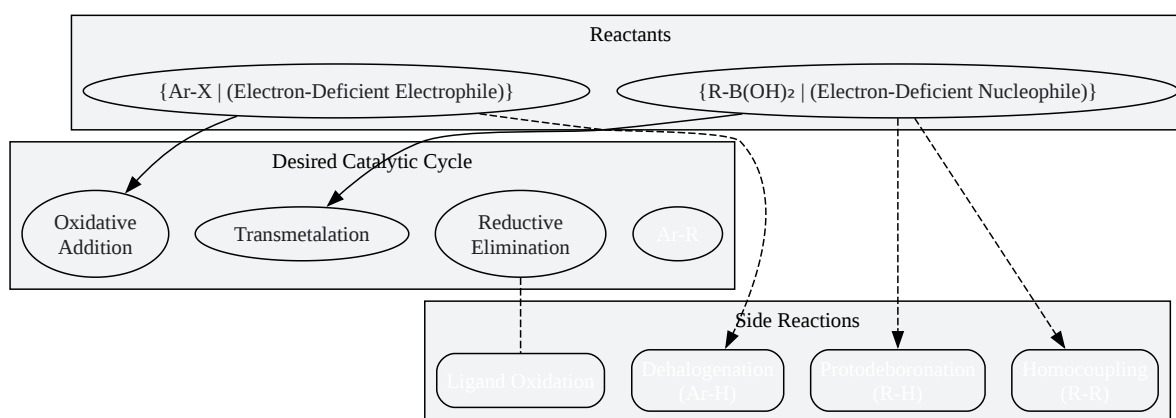 Reactants
{Ar-X | (Electron-Deficient Electrophile)}
{R-B(OH)₂ | (Electron-Deficient Nucleophile)}
Desired Catalytic Cycle
Oxidative
Addition
Transmetalation
Reductive
Elimination
Ar-R
Side Reactions
Ligand Oxidation
Dehalogenation
(Ar-H)
Protodeboronation
(R-H)
Homocoupling
(R-R)